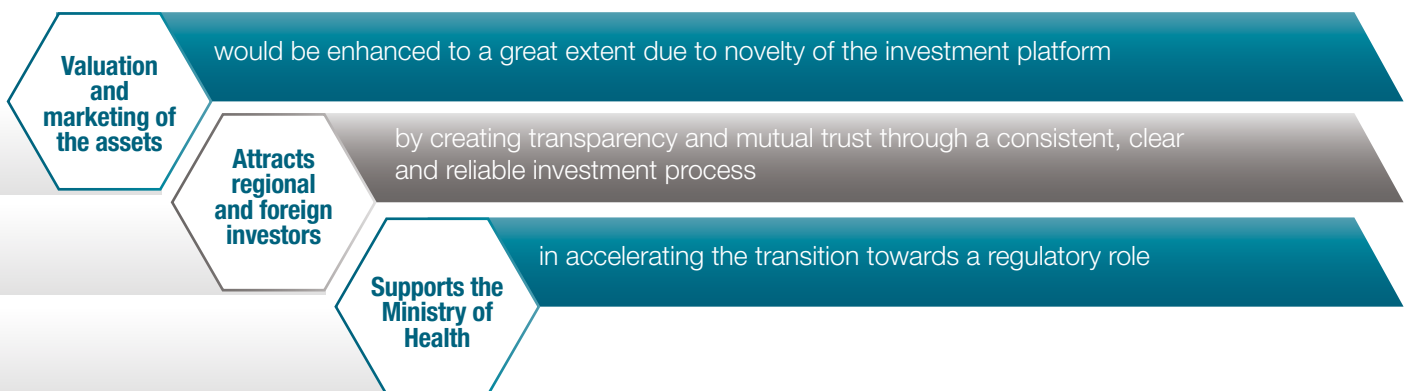 Valuation
and
marketing of
the assets
would be enhanced to a great extent due to novelty of the investment platform
Attracts
regional
and foreign
investors
by creating transparency and mutual trust through a consistent, clear
and reliable investment process
Supports the
Ministry of
Health
in accelerating the transition towards a regulatory role